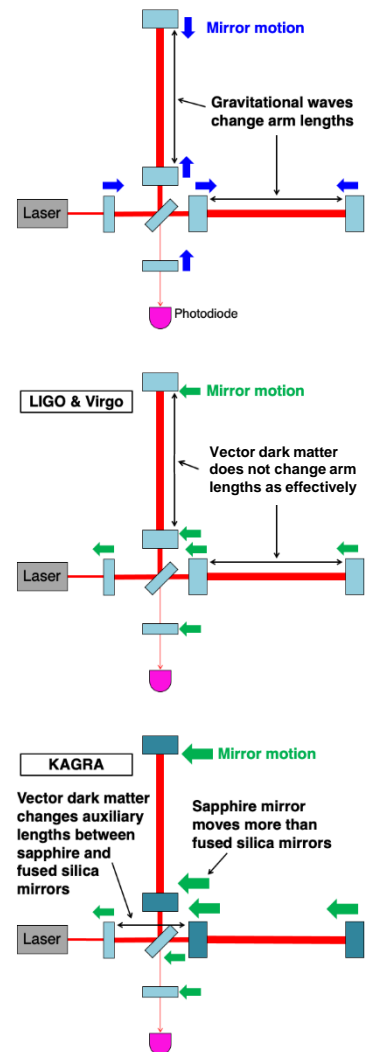 Mirror motion
Gravitational waves
change arm lengths
Laser
Photodiode
LIGO & Virgo
Mirror motion
Vector dark matter
does not change arm
lengths as effectively
Laser
KAGRA
Mirror motion
Vector dark matter
changes auxiliary
lengths between
sapphire and
fused silica
mirrors
Sapphire mirror
moves more than
fused silica mirrors
Laser